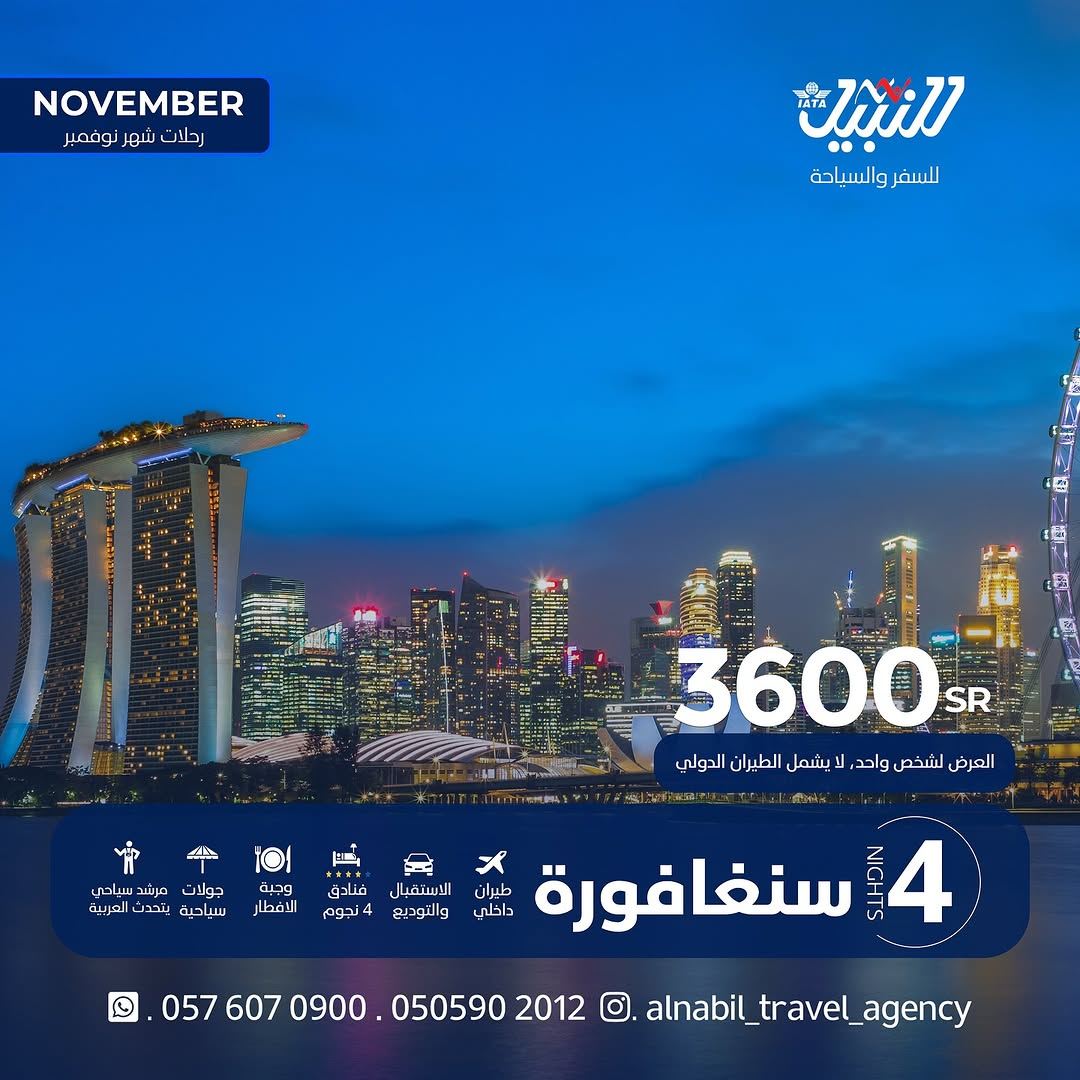 NOVEMBER
رحلات شهر نوفمبر
IATA
النبيل
للسفر والسياحة
3600 SR
العرض لشخص واحد، لا يشمل الطيران الدولي
4 NIGHTS
سنغافورة
طيران
داخلي
الاستقبال
والتوديع
فنادق
4 نجوم
وجبة
الافطار
جولات
سياحية
مرشد سياحي
يتحدث العربية
. 057 607 0900 . 050590 2012 . alnabil_travel_agency